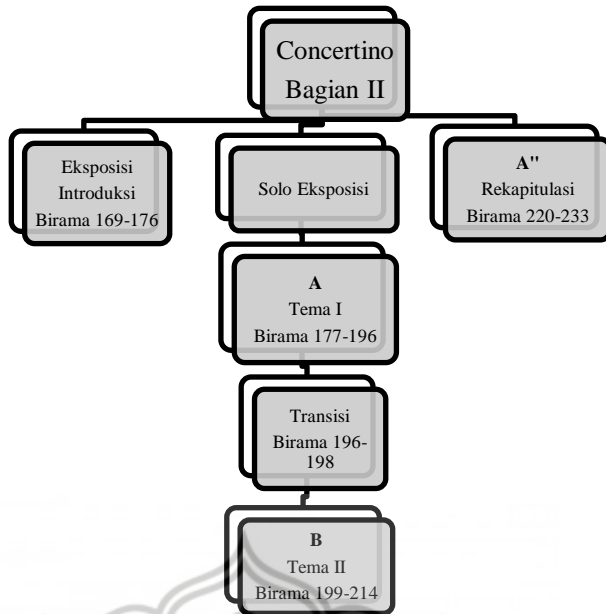 Concertino
Bagian II
Eksposisi
Introduksi
Birama 169-176
Solo Eksposisi
A"
Rekapitulasi
Birama 220-233
A
Tema I
Birama 177-196
Transisi
Birama 196-
198
B
Tema II
Birama 199-214